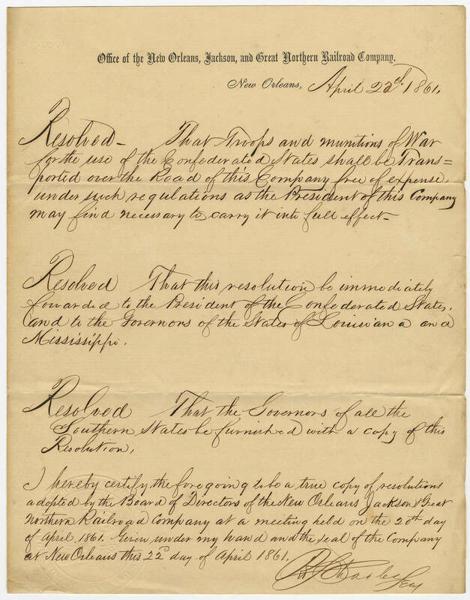 Office of the New Orleans, Jackson, and Great Northern Railroad Company.
New Orleans, April 22d 1861.
Resolved – That Troops and munitions of War
for the use of the Confederated States shall be Trans=
ported over the Road of this Company free of expense,
under such regulations as the President of this Company
may find necessary to carry it into full effect –
Resolved That this resolution be immediately
forwarded to the President of the Confederated States,
and to the Governors of the States of Louisiana and
Mississippi.
Resolved That the Governors of all the
Southern States be furnished with a copy of this
Resolution.
I hereby certify the foregoing to be a true copy of resolutions
adopted by the Board of Directors of the New Orleans Jackson & Great
Northern Railroad Company at a meeting held on the 20th day
of April 1861. Given under my hand and the seal of the Company
at New Orleans this 22d day of April 1861.
Secy